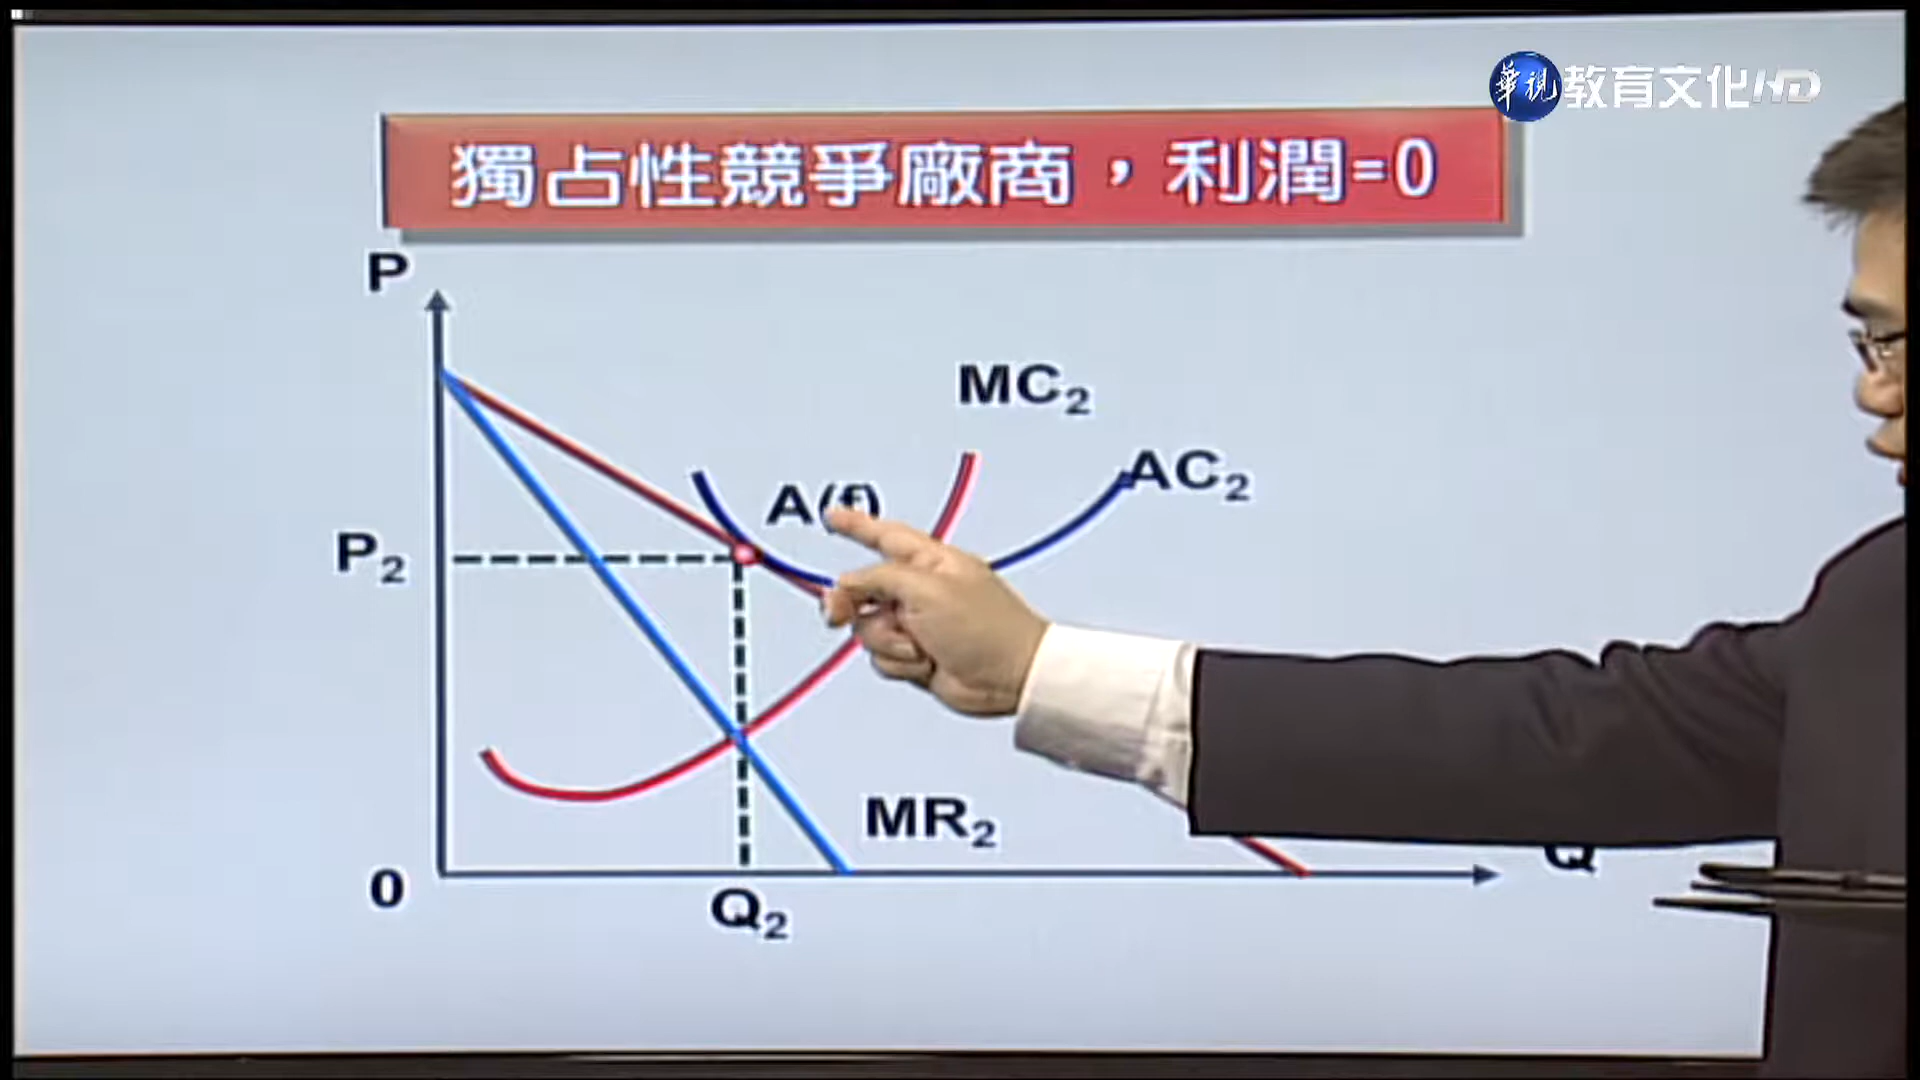 華視 教育文化HD
獨占性競爭廠商，利潤=0
P
MC₂
AC₂
A(f)
P₂
MR₂
Q
0
Q₂